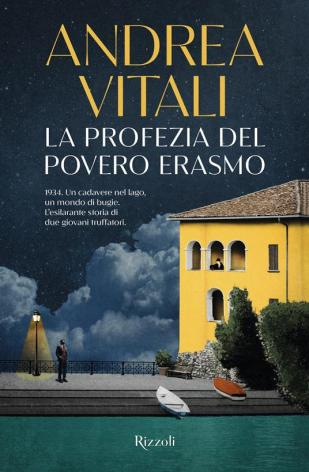 ANDREA
VITALI
LA PROFEZIA DEL
POVERO ERASMO
1934. Un cadavere nel lago,
un mondo di bugie.
L'esilarante storia di
due giovani truffatori.
Rizzoli